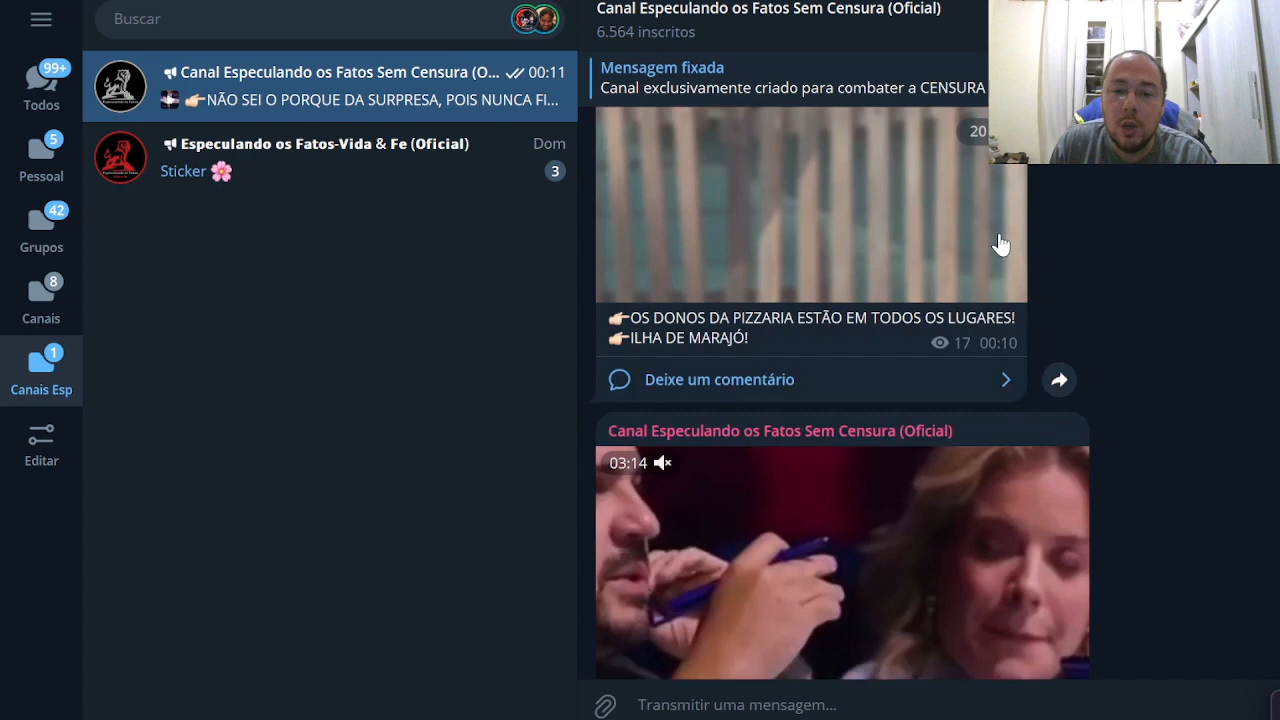 Buscar
99+
Todos
5
Pessoal
42
Grupos
8
Canais
1
Canais Esp
Editar
Canal Especulando os Fatos Sem Censura (O... 00:11
👉🏻NÃO SEI O PORQUE DA SURPRESA, POIS NUNCA FI...
Especulando os Fatos-Vida & Fe (Oficial) Dom
Sticker 🌸 3
Canal Especulando os Fatos Sem Censura (Oficial)
6.564 inscritos
Mensagem fixada
Canal exclusivamente criado para combater a CENSURA
20
👉🏻OS DONOS DA PIZZARIA ESTÃO EM TODOS OS LUGARES!
👉🏻ILHA DE MARAJÓ!
17 00:10
Deixe um comentário
Canal Especulando os Fatos Sem Censura (Oficial)
03:14
Transmitir uma mensagem...